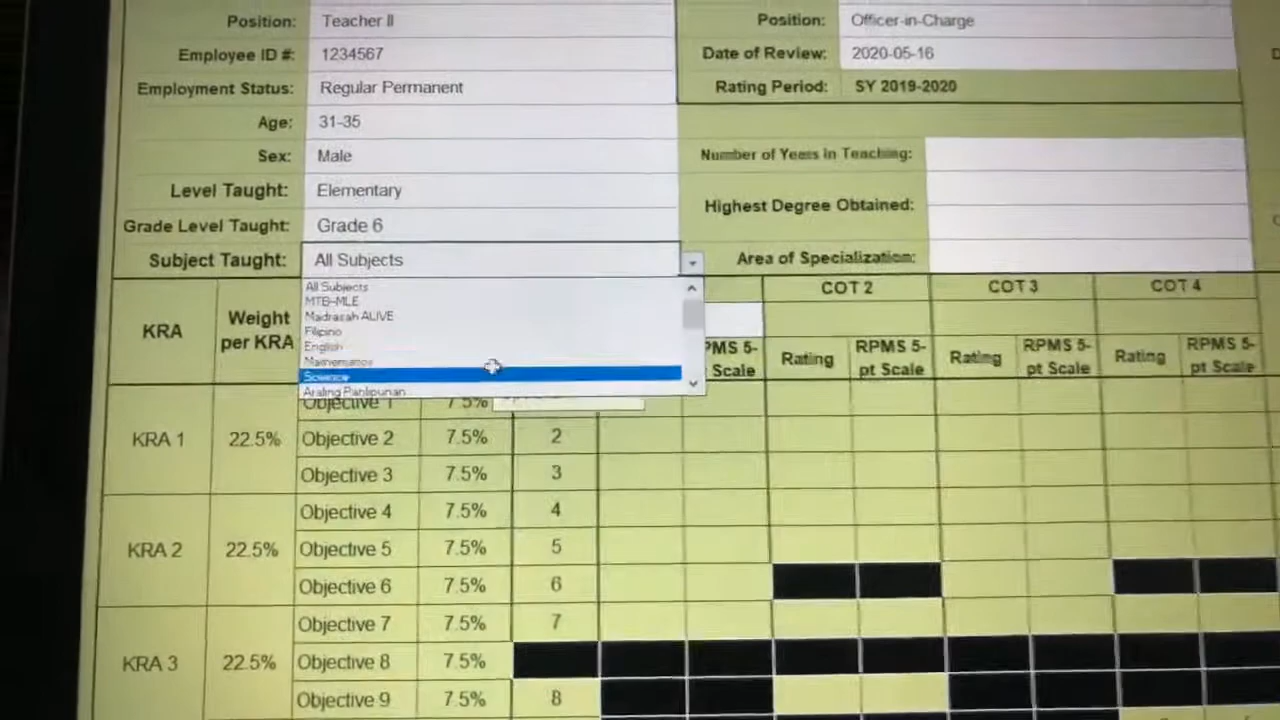 Position: Teacher II Position: Officer-in-Charge
Employee ID #: 1234567 Date of Review: 2020-05-16
Employment Status: Regular Permanent Rating Period: SY 2019-2020
Age: 31-35
Sex: Male Number of Years in Teaching:
Level Taught: Elementary
Highest Degree Obtained:
Grade Level Taught: Grade 6
Subject Taught: All Subjects Area of Specialization:
All Subjects
MTB-MLE
Madrasah ALIVE
Filipino
English
Mathematics
Science
Araling Panlipunan
KRA Weight per KRA COT 2 COT 3 COT 4
RPMS 5-pt Scale Rating RPMS 5-pt Scale Rating RPMS 5-pt Scale Rating RPMS 5-pt Scale
Objective 1 7.5%
KRA 1 22.5% Objective 2 7.5% 2
Objective 3 7.5% 3
Objective 4 7.5% 4
KRA 2 22.5% Objective 5 7.5% 5
Objective 6 7.5% 6
Objective 7 7.5% 7
KRA 3 22.5% Objective 8 7.5%
Objective 9 7.5% 8